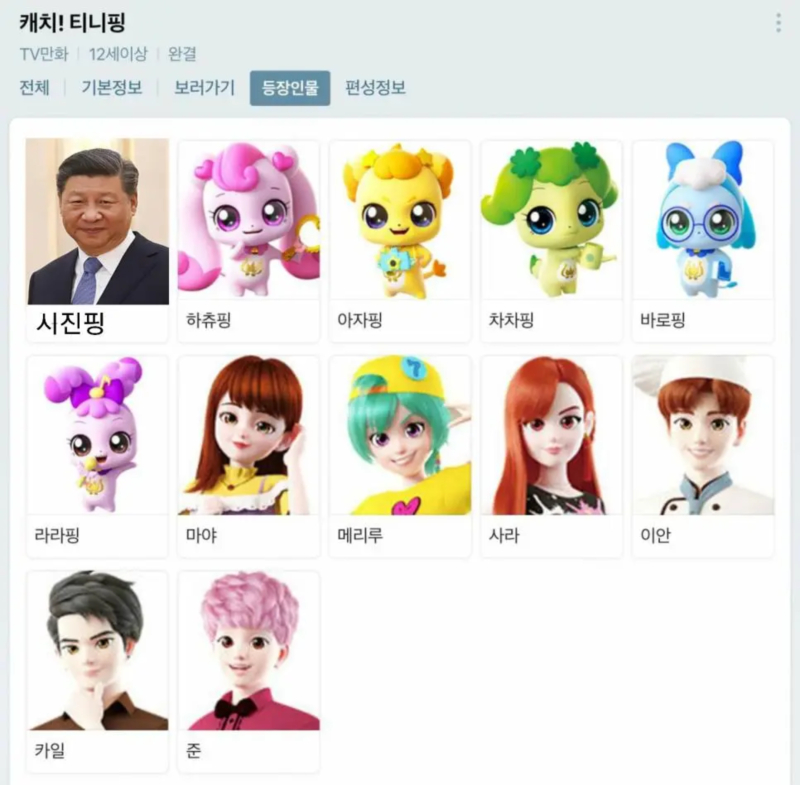 캐치! 티니핑
TV만화 | 12세이상 | 완결
전체 | 기본정보 | 보러가기 등장인물 편성정보
시진핑 하츄핑 아자핑 차차핑 바로핑
7
라라핑 마야 메리루 사라 이안
카일 준